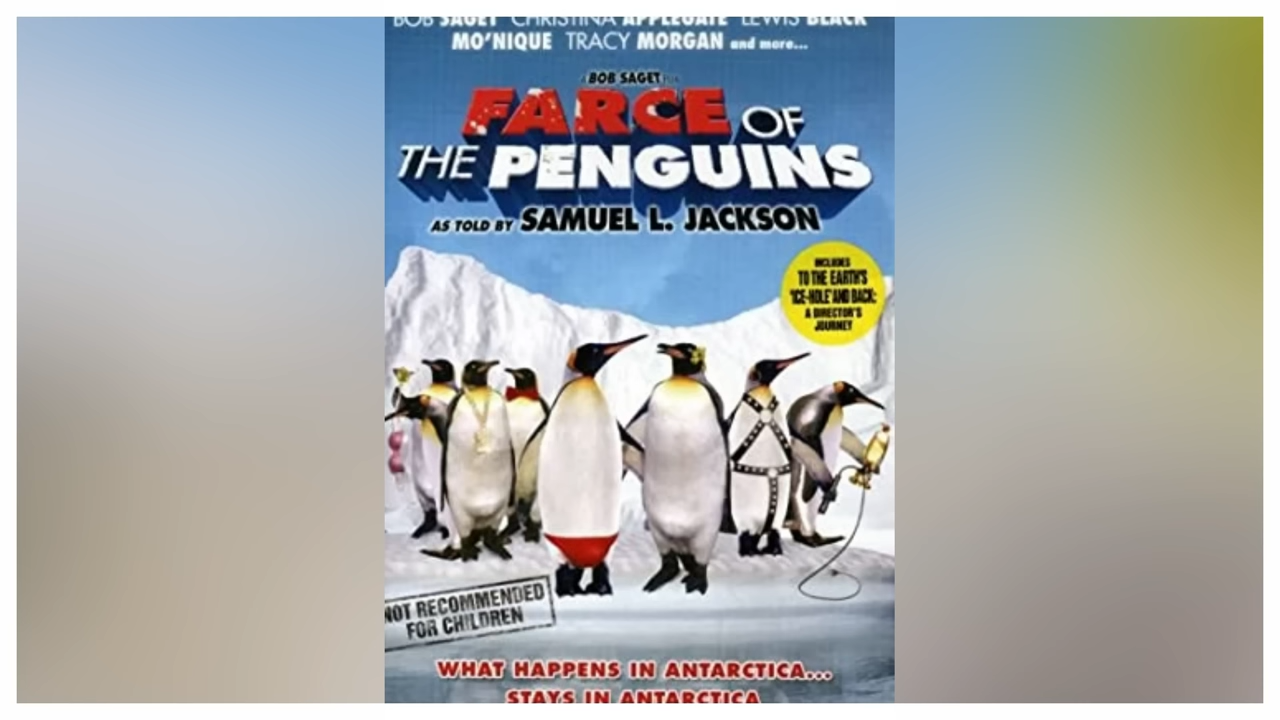 BOB SAGET CHRISTINA APPLEGATE LEWIS BLACK
MO'NIQUE TRACY MORGAN and more...
A BOB SAGET FILM
FARCE OF
THE PENGUINS
AS TOLD BY SAMUEL L. JACKSON
INCLUDES
TO THE EARTH'S
'ICE-HOLE' AND BACK:
A DIRECTOR'S
JOURNEY
NOT RECOMMENDED
FOR CHILDREN
WHAT HAPPENS IN ANTARCTICA...
STAYS IN ANTARCTICA